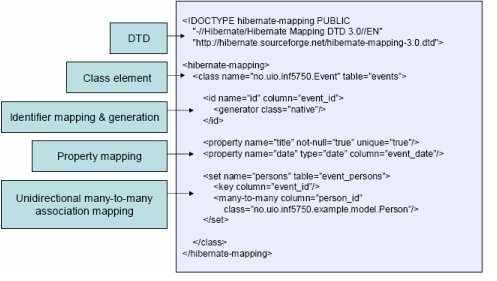 DTD
Class element
Identifier mapping & generation
Property mapping
Unidirectional many-to-many
association mapping
<!DOCTYPE hibernate-mapping PUBLIC
"-//Hibernate/Hibernate Mapping DTD 3.0//EN"
"http://hibernate.sourceforge.net/hibernate-mapping-3.0.dtd">
<hibernate-mapping>
<class name="no.uio.inf5750.Event" table="events">
<id name="id" column="event_id">
<generator class="native"/>
</id>
<property name="title" not-null="true" unique="true"/>
<property name="date" type="date" column="event_date"/>
<set name="persons" table="event_persons">
<key column="event_id"/>
<many-to-many column="person_id"
class="no.uio.inf5750.example.model.Person"/>
</set>
</class>
</hibernate-mapping>